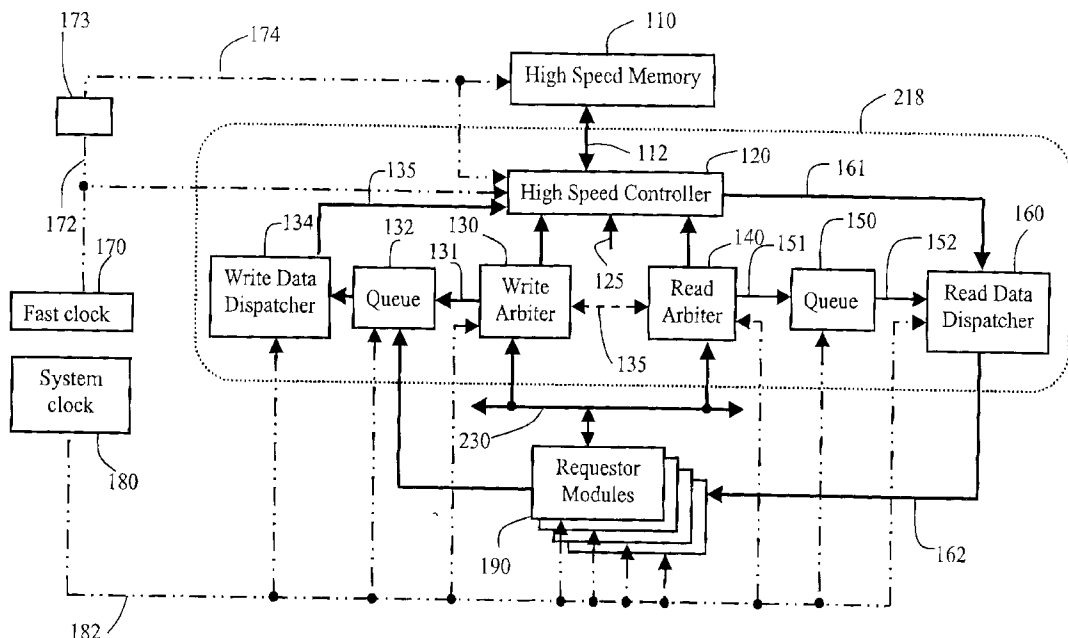 173
174
110
High Speed Memory
218
112
120
172
135
High Speed Controller
161
134
132
130
131
125
140
151
150
152
160
170
Write Data
Dispatcher
Queue
Write
Arbiter
135
Read
Arbiter
Queue
Read Data
Dispatcher
Fast clock
System
clock
180
230
Requestor
Modules
190
162
182